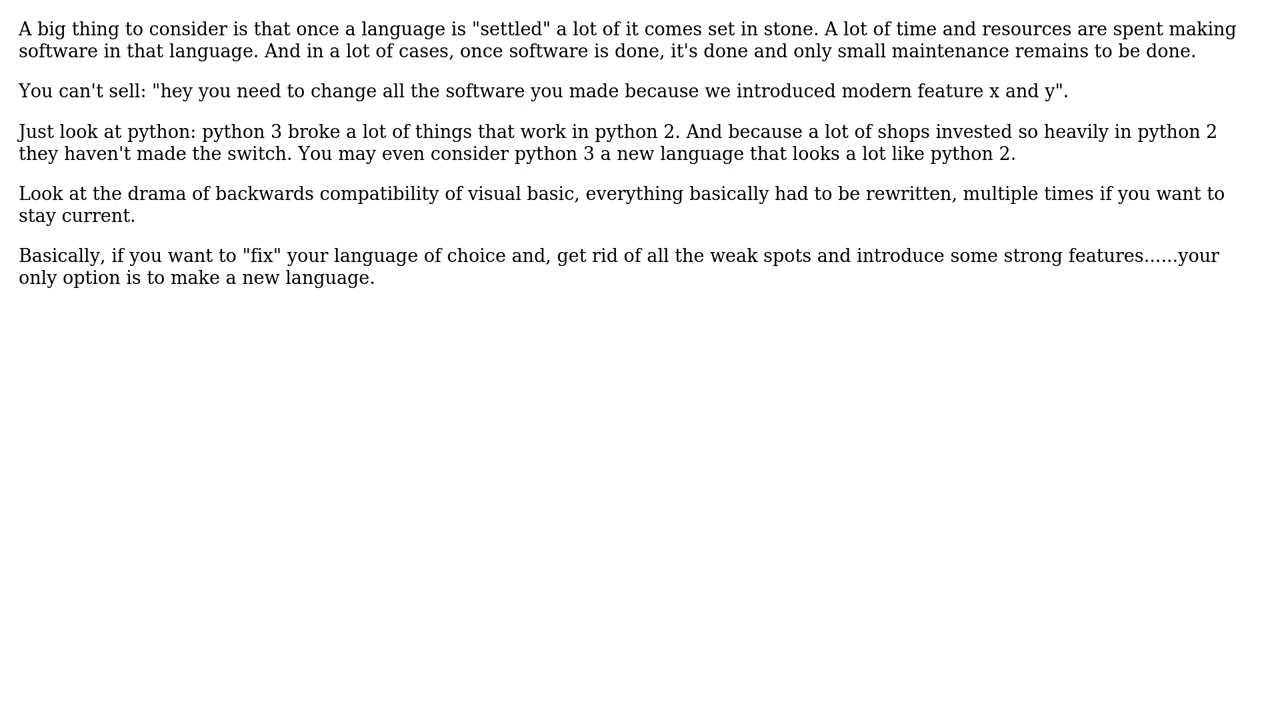 A big thing to consider is that once a language is "settled" a lot of it comes set in stone. A lot of time and resources are spent making
software in that language. And in a lot of cases, once software is done, it's done and only small maintenance remains to be done.
You can't sell: "hey you need to change all the software you made because we introduced modern feature x and y".
Just look at python: python 3 broke a lot of things that work in python 2. And because a lot of shops invested so heavily in python 2
they haven't made the switch. You may even consider python 3 a new language that looks a lot like python 2.
Look at the drama of backwards compatibility of visual basic, everything basically had to be rewritten, multiple times if you want to
stay current.
Basically, if you want to "fix" your language of choice and, get rid of all the weak spots and introduce some strong features......your
only option is to make a new language.